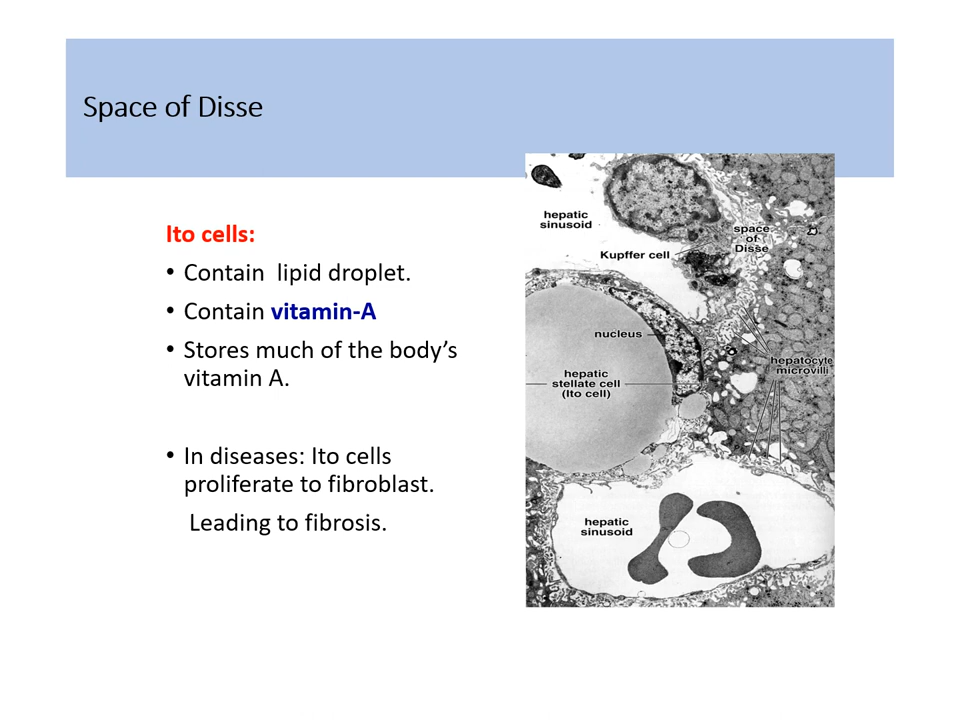 Space of Disse
Ito cells:
• Contain lipid droplet.
• Contain vitamin-A
• Stores much of the body's
vitamin A.
• In diseases: Ito cells
proliferate to fibroblast.
Leading to fibrosis.
hepatic
sinusoid
space
of
Disse
Kupffer cell
nucleus
hepatocyte
microvilli
hepatic
stellate cell
(Ito cell)
hepatic
sinusoid